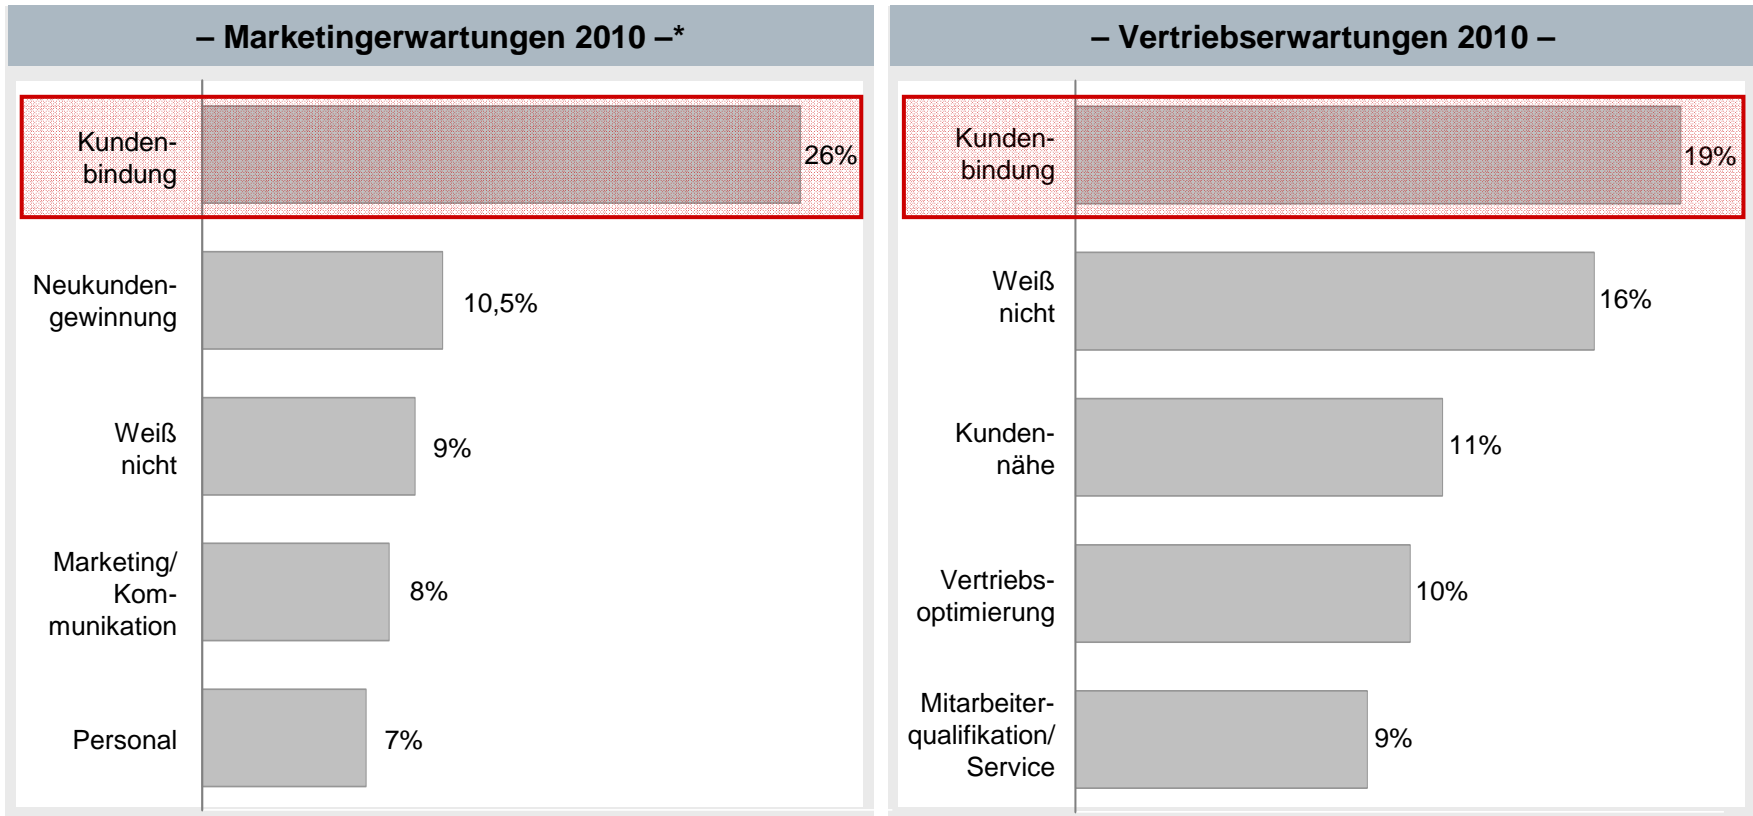 – Marketingerwartungen 2010 –*
Kunden-
bindung
26%
Neukunden-
gewinnung
10,5%
Weiß
nicht
9%
Marketing/
Kom-
munikation
8%
Personal
7%
– Vertriebserwartungen 2010 –
Kunden-
bindung
19%
Weiß
nicht
16%
Kunden-
nähe
11%
Vertriebs-
optimierung
10%
Mitarbeiter-
qualifikation/
Service
9%